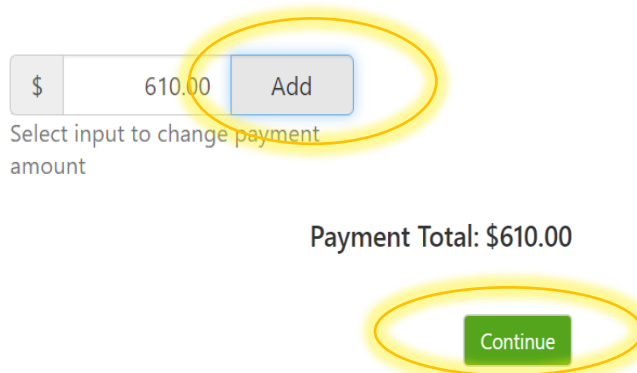 $ 610.00 Add
Select input to change payment
amount
Payment Total: $610.00
Continue